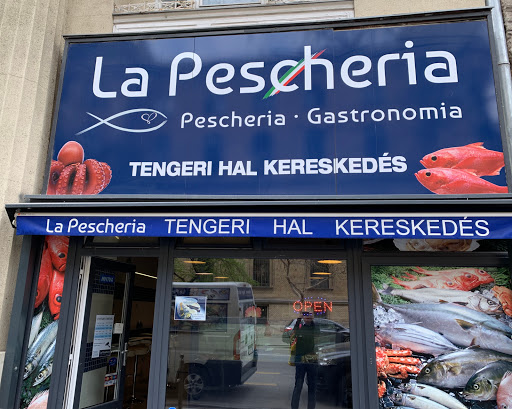 La Pescheria
Pescheria · Gastronomia
TENGERI HAL KERESKEDÉS
La Pescheria TENGERI HAL KERESKEDÉS
OPEN